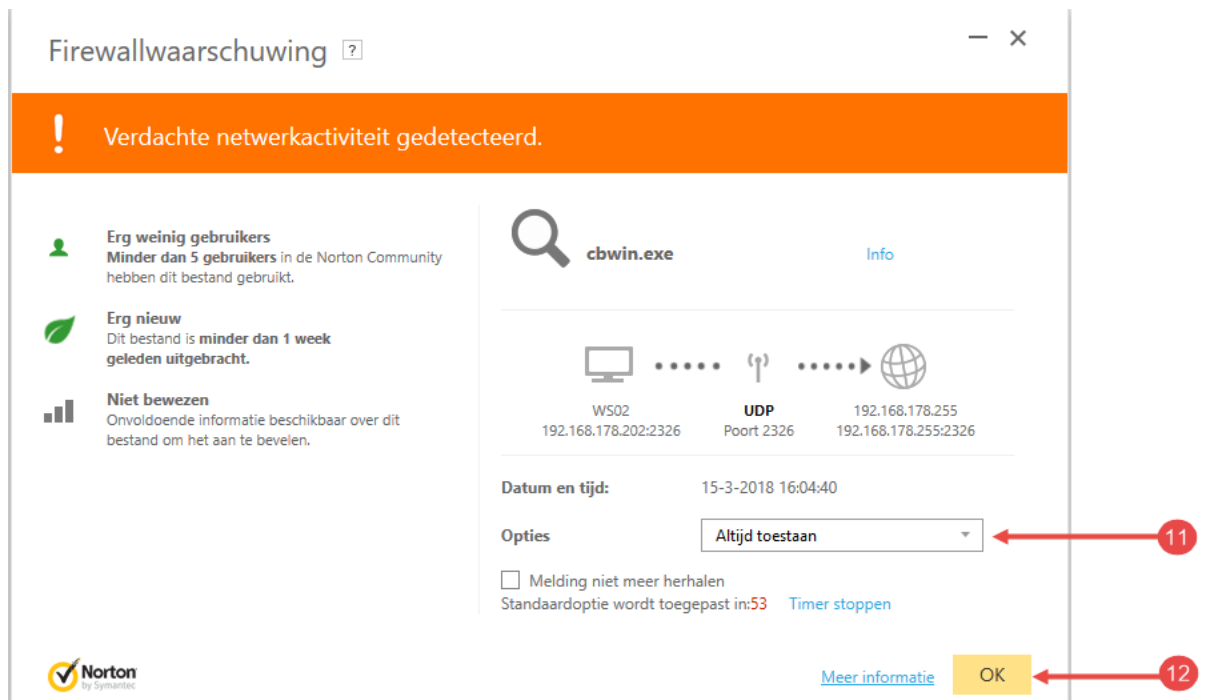 Firewallwaarschuwing ?
! Verdachte netwerkactiviteit gedetecteerd.
Erg weinig gebruikers
Minder dan 5 gebruikers in de Norton Community
hebben dit bestand gebruikt.
Erg nieuw
Dit bestand is minder dan 1 week
geleden uitgebracht.
Niet bewezen
Onvoldoende informatie beschikbaar over dit
bestand om het aan te bevelen.
cbwin.exe Info
WS02 UDP 192.168.178.255
192.168.178.202:2326 Poort 2326 192.168.178.255:2326
Datum en tijd: 15-3-2018 16:04:40
Opties Altijd toestaan 11
Melding niet meer herhalen
Standaardoptie wordt toegepast in:53 Timer stoppen
Norton
by Symantec
Meer informatie OK 12